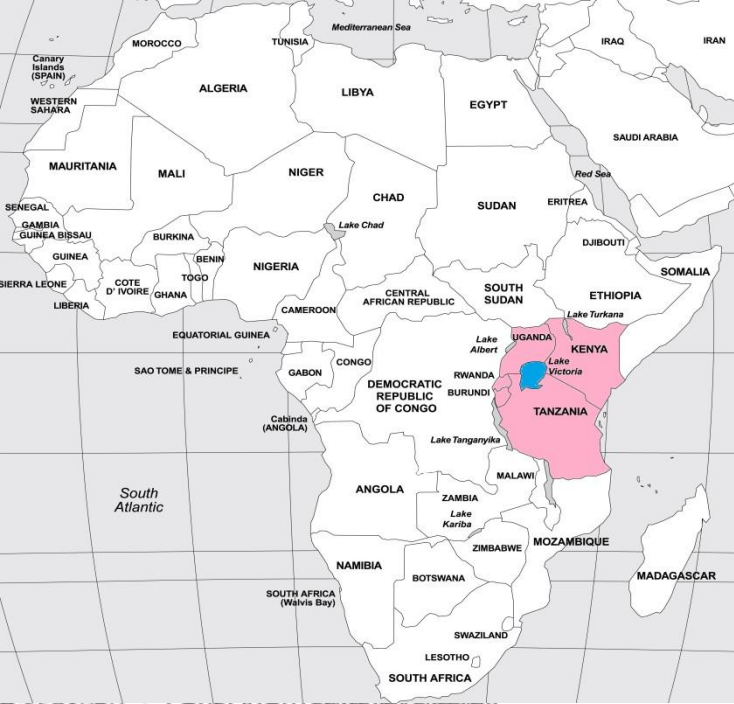 Mediterranean Sea
MOROCCO
TUNISIA
IRAQ
IRAN
Canary
Islands
(SPAIN)
ALGERIA
LIBYA
EGYPT
WESTERN
SAHARA
SAUDI ARABIA
MAURITANIA
MALI
NIGER
CHAD
SUDAN
Red Sea
ERITREA
SENEGAL
GAMBIA
GUINEA BISSAU
Lake Chad
BURKINA
DJIBOUTI
GUINEA
BENIN
NIGERIA
SOMALIA
SIERRA LEONE
COTE
D' IVOIRE
TOGO
GHANA
CENTRAL
AFRICAN REPUBLIC
SOUTH
SUDAN
ETHIOPIA
LIBERIA
CAMEROON
Lake Turkana
EQUATORIAL GUINEA
Lake
Albert
UGANDA
KENYA
SAO TOME & PRINCIPE
GABON
CONGO
Lake
Victoria
RWANDA
BURUNDI
DEMOCRATIC
REPUBLIC
OF CONGO
TANZANIA
Cabinda
(ANGOLA)
Lake Tanganyika
MALAWI
South
Atlantic
ANGOLA
ZAMBIA
Lake
Kariba
MOZAMBIQUE
ZIMBABWE
NAMIBIA
BOTSWANA
MADAGASCAR
SOUTH AFRICA
(Walvis Bay)
SWAZILAND
LESOTHO
SOUTH AFRICA